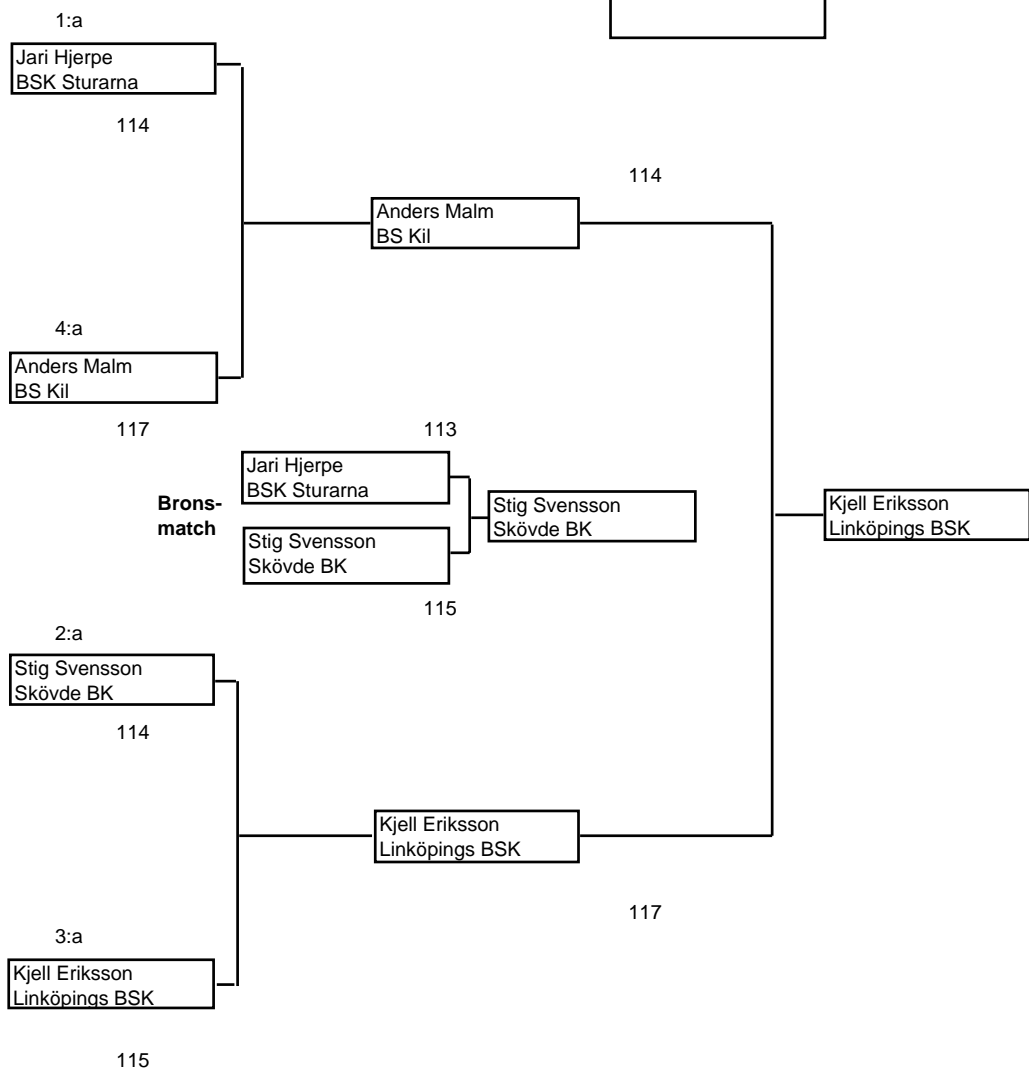 1:a
Jari Hjerpe
BSK Sturarna
114
114
Anders Malm
BS Kil
4:a
Anders Malm
BS Kil
117
113
Jari Hjerpe
BSK Sturarna
Brons-
match
Stig Svensson
Skövde BK
Stig Svensson
Skövde BK
Kjell Eriksson
Linköpings BSK
115
2:a
Stig Svensson
Skövde BK
114
Kjell Eriksson
Linköpings BSK
117
3:a
Kjell Eriksson
Linköpings BSK
115